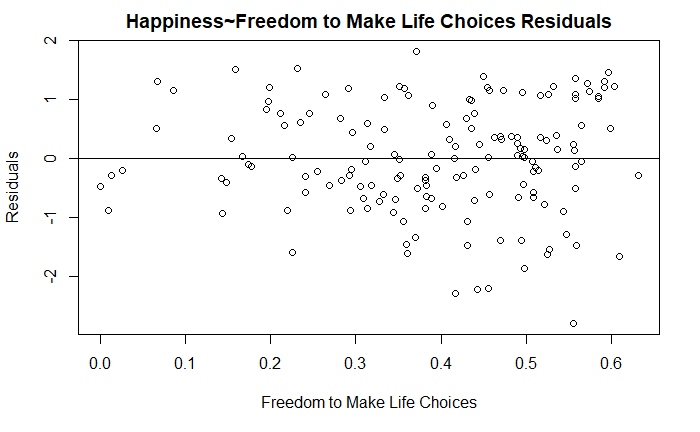 Happiness~Freedom to Make Life Choices Residuals
Residuals
2
1
0
-1
-2
0.0 0.1 0.2 0.3 0.4 0.5 0.6
Freedom to Make Life Choices